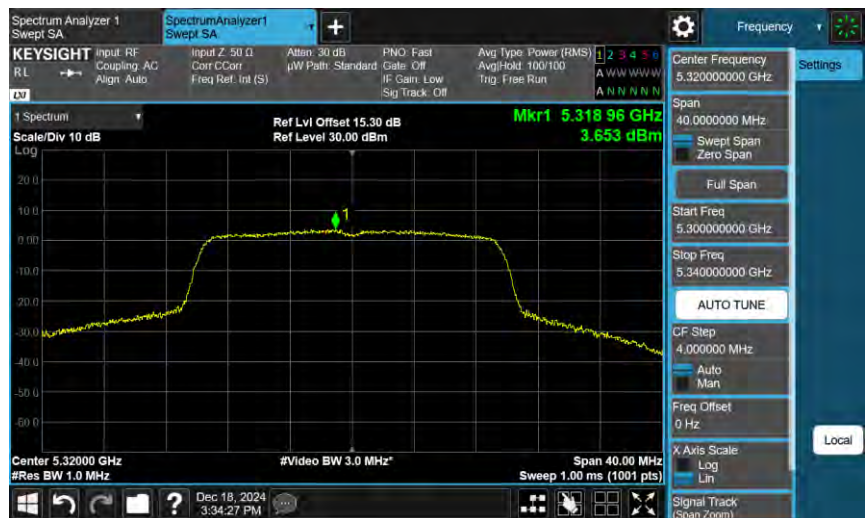 Spectrum Analyzer 1
Swept SA
SpectrumAnalyzer1
Swept SA
Frequency
KEYSIGHT
RL
LXI
Input: RF
Coupling: AC
Align: Auto
Input Z: 50 Ω
Corr CCorr
Freq Ref: Int (S)
Atten: 30 dB
µW Path: Standard
PNO: Fast
Gate: Off
IF Gain: Low
Sig Track: Off
Avg Type: Power (RMS)
Avg|Hold: 100/100
Trig: Free Run
1 2 3 4 5 6
A W W W W W
A N N N N N
1 Spectrum
Scale/Div 10 dB
Log
Ref Lvl Offset 15.30 dB
Ref Level 30.00 dBm
Mkr1 5.318 96 GHz
3.653 dBm
20.0
10.0
0.00
-10.0
-20.0
-30.0
-40.0
-50.0
-60.0
1
Center 5.32000 GHz
#Res BW 1.0 MHz
#Video BW 3.0 MHz*
Span 40.00 MHz
Sweep 1.00 ms (1001 pts)
Dec 18, 2024
3:34:27 PM
Center Frequency
5.320000000 GHz
Span
40.0000000 MHz
Swept Span
Zero Span
Full Span
Start Freq
5.300000000 GHz
Stop Freq
5.340000000 GHz
AUTO TUNE
CF Step
4.000000 MHz
Auto
Man
Freq Offset
0 Hz
X Axis Scale
Log
Lin
Signal Track
(Span Zoom)
Settings
Local